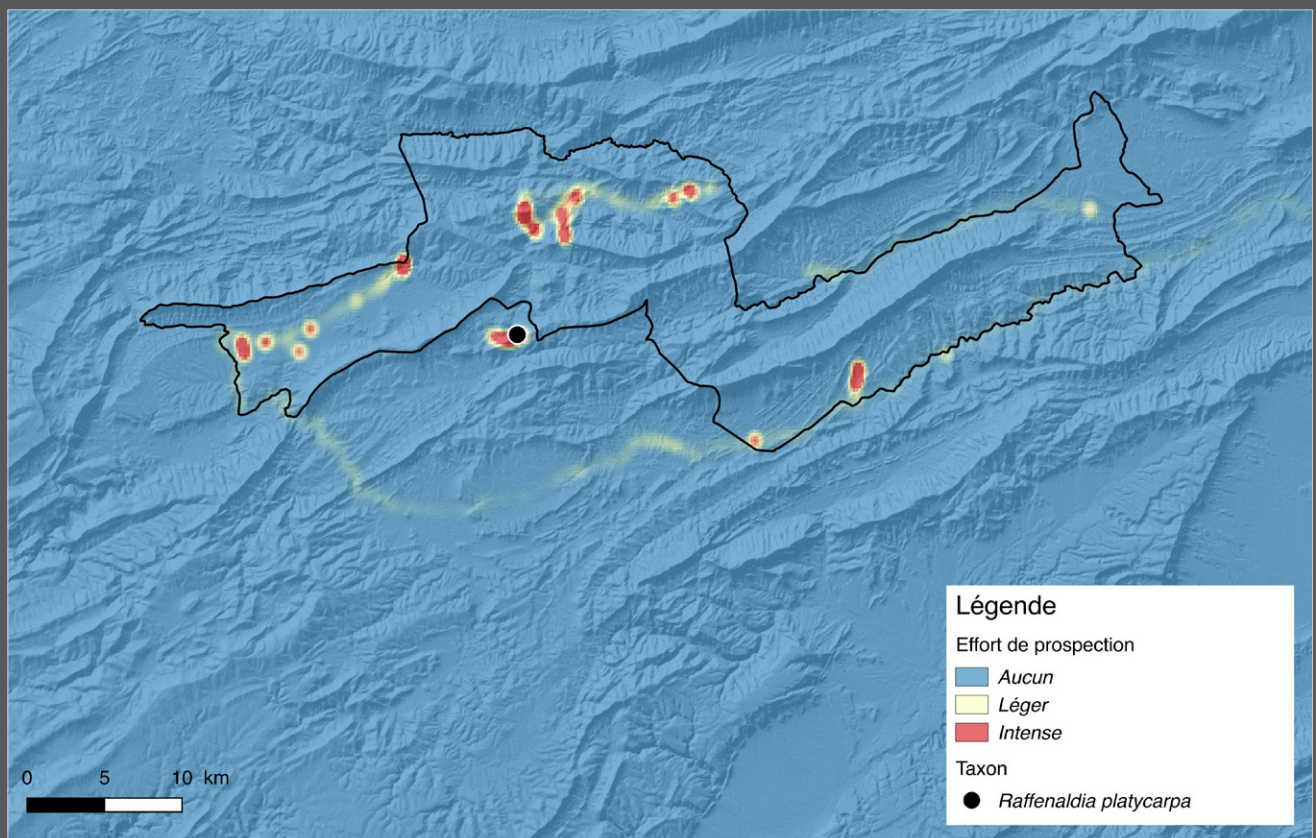 Légende
Effort de prospection
Aucun
Léger
Intense
Taxon
Raffenaldia platycarpa
0 5 10 km